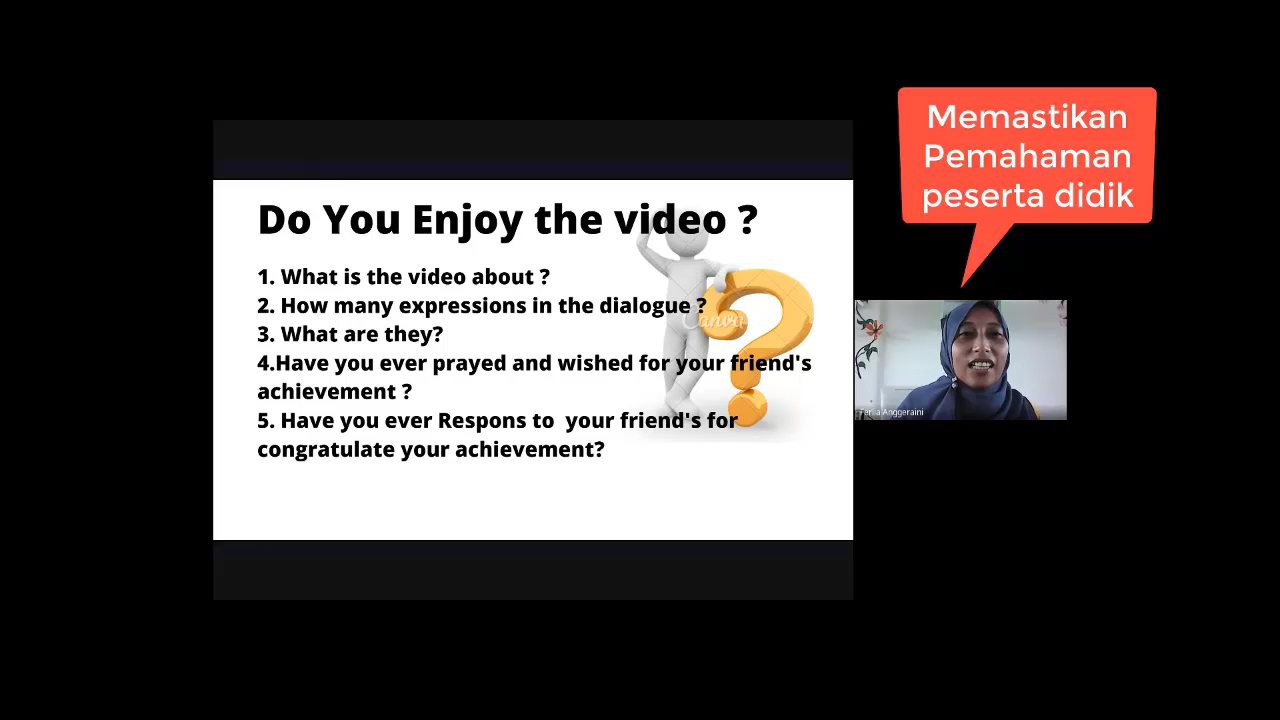 Do You Enjoy the video ?
1. What is the video about ?
2. How many expressions in the dialogue ?
3. What are they?
4.Have you ever prayed and wished for your friend's
achievement ?
5. Have you ever Respons to  your friend's for
congratulate your achievement?
Canva
Memastikan
Pemahaman
peserta didik
Anggeraini